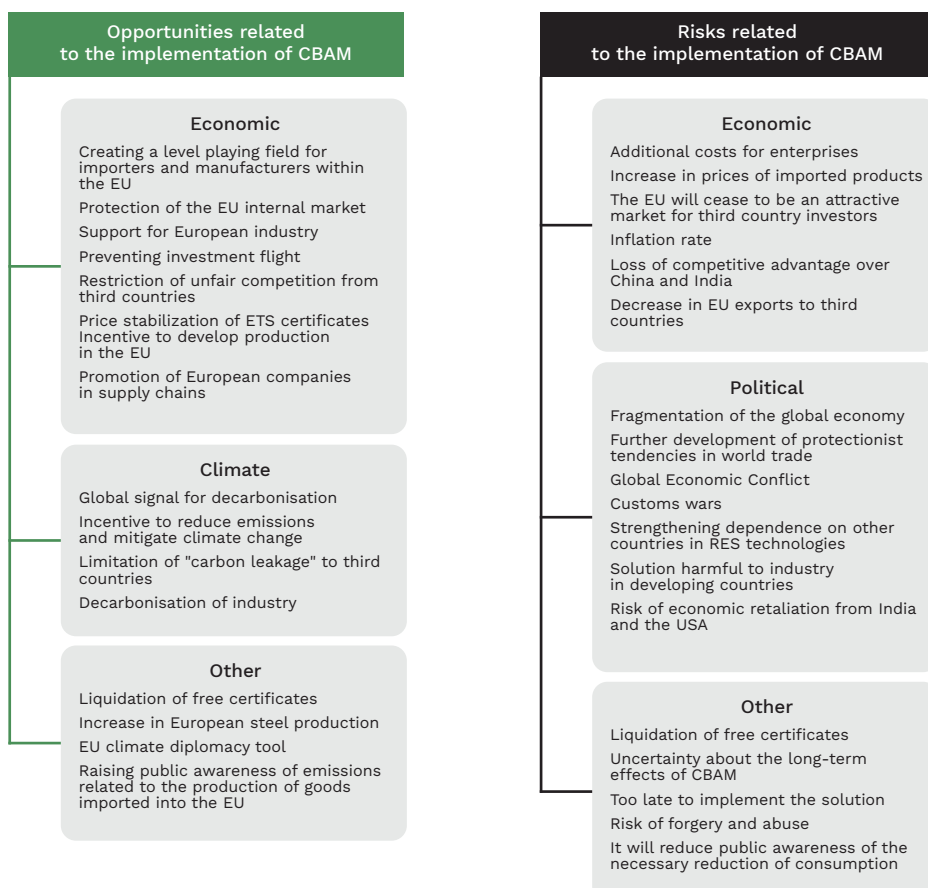 Opportunities related
to the implementation of CBAM
Economic
Creating a level playing field for
importers and manufacturers within
the EU
Protection of the EU internal market
Support for European industry
Preventing investment flight
Restriction of unfair competition from
third countries
Price stabilization of ETS certificates
Incentive to develop production
in the EU
Promotion of European companies
in supply chains
Climate
Global signal for decarbonisation
Incentive to reduce emissions
and mitigate climate change
Limitation of "carbon leakage" to third
countries
Decarbonisation of industry
Other
Liquidation of free certificates
Increase in European steel production
EU climate diplomacy tool
Raising public awareness of emissions
related to the production of goods
imported into the EU
Risks related
to the implementation of CBAM
Economic
Additional costs for enterprises
Increase in prices of imported products
The EU will cease to be an attractive
market for third country investors
Inflation rate
Loss of competitive advantage over
China and India
Decrease in EU exports to third
countries
Political
Fragmentation of the global economy
Further development of protectionist
tendencies in world trade
Global Economic Conflict
Customs wars
Strengthening dependence on other
countries in RES technologies
Solution harmful to industry
in developing countries
Risk of economic retaliation from India
and the USA
Other
Liquidation of free certificates
Uncertainty about the long-term
effects of CBAM
Too late to implement the solution
Risk of forgery and abuse
It will reduce public awareness of the
necessary reduction of consumption